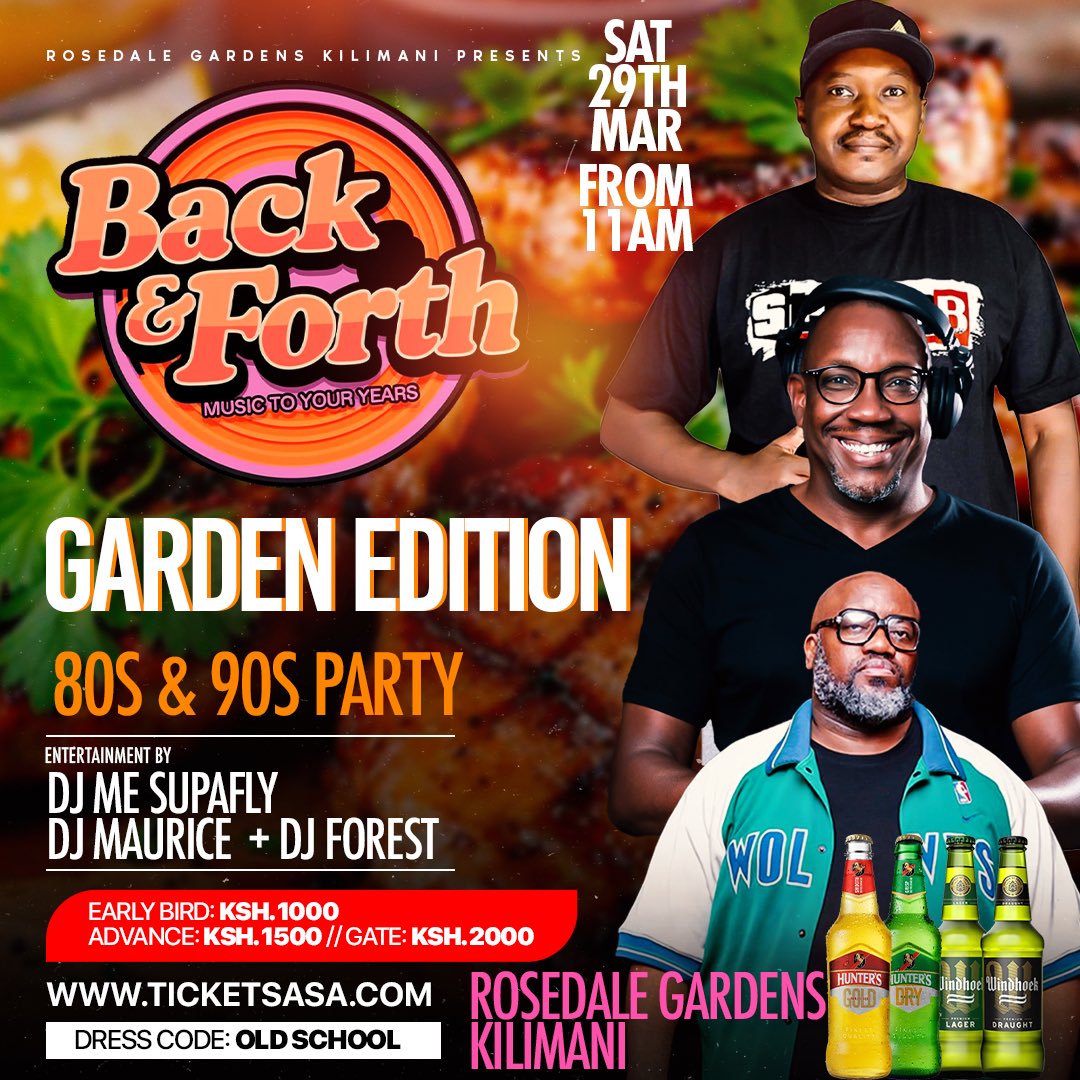 ROSEDALE GARDENS KILIMANI PRESENTS
SAT
29TH
MAR
FROM
11AM
Back
& Forth
MUSIC TO YOUR YEARS
GARDEN EDITION
80S & 90S PARTY
ENTERTAINMENT BY
DJ ME SUPAFLY
DJ MAURICE + DJ FOREST
EARLY BIRD: KSH. 1000
ADVANCE: KSH. 1500 // GATE: KSH. 2000
WWW.TICKETSASA.COM
DRESS CODE: OLD SCHOOL
ROSEDALE GARDENS
KILIMANI
WOL
HUNTER'S
GOLD
HUNTER'S
DRY
Windhoek
PREMIUM
LAGER
Windhoek
PREMIUM
DRAUGHT